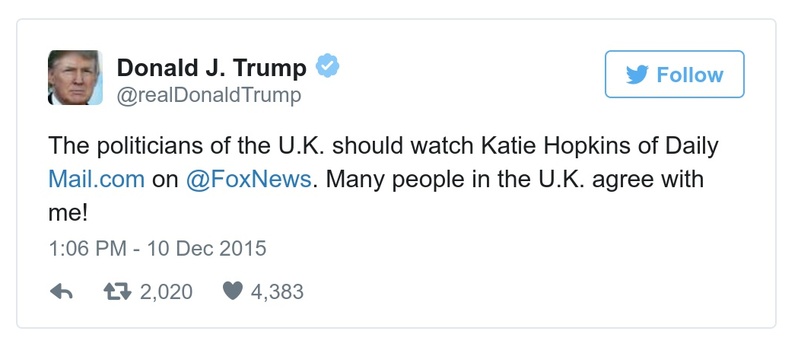 Donald J. Trump
Follow
@realDonaldTrump
The politicians of the U.K. should watch Katie Hopkins of Daily
Mail.com on @FoxNews. Many people in the U.K. agree with
me!
1:06 PM - 10 Dec 2015
2,020 4,383